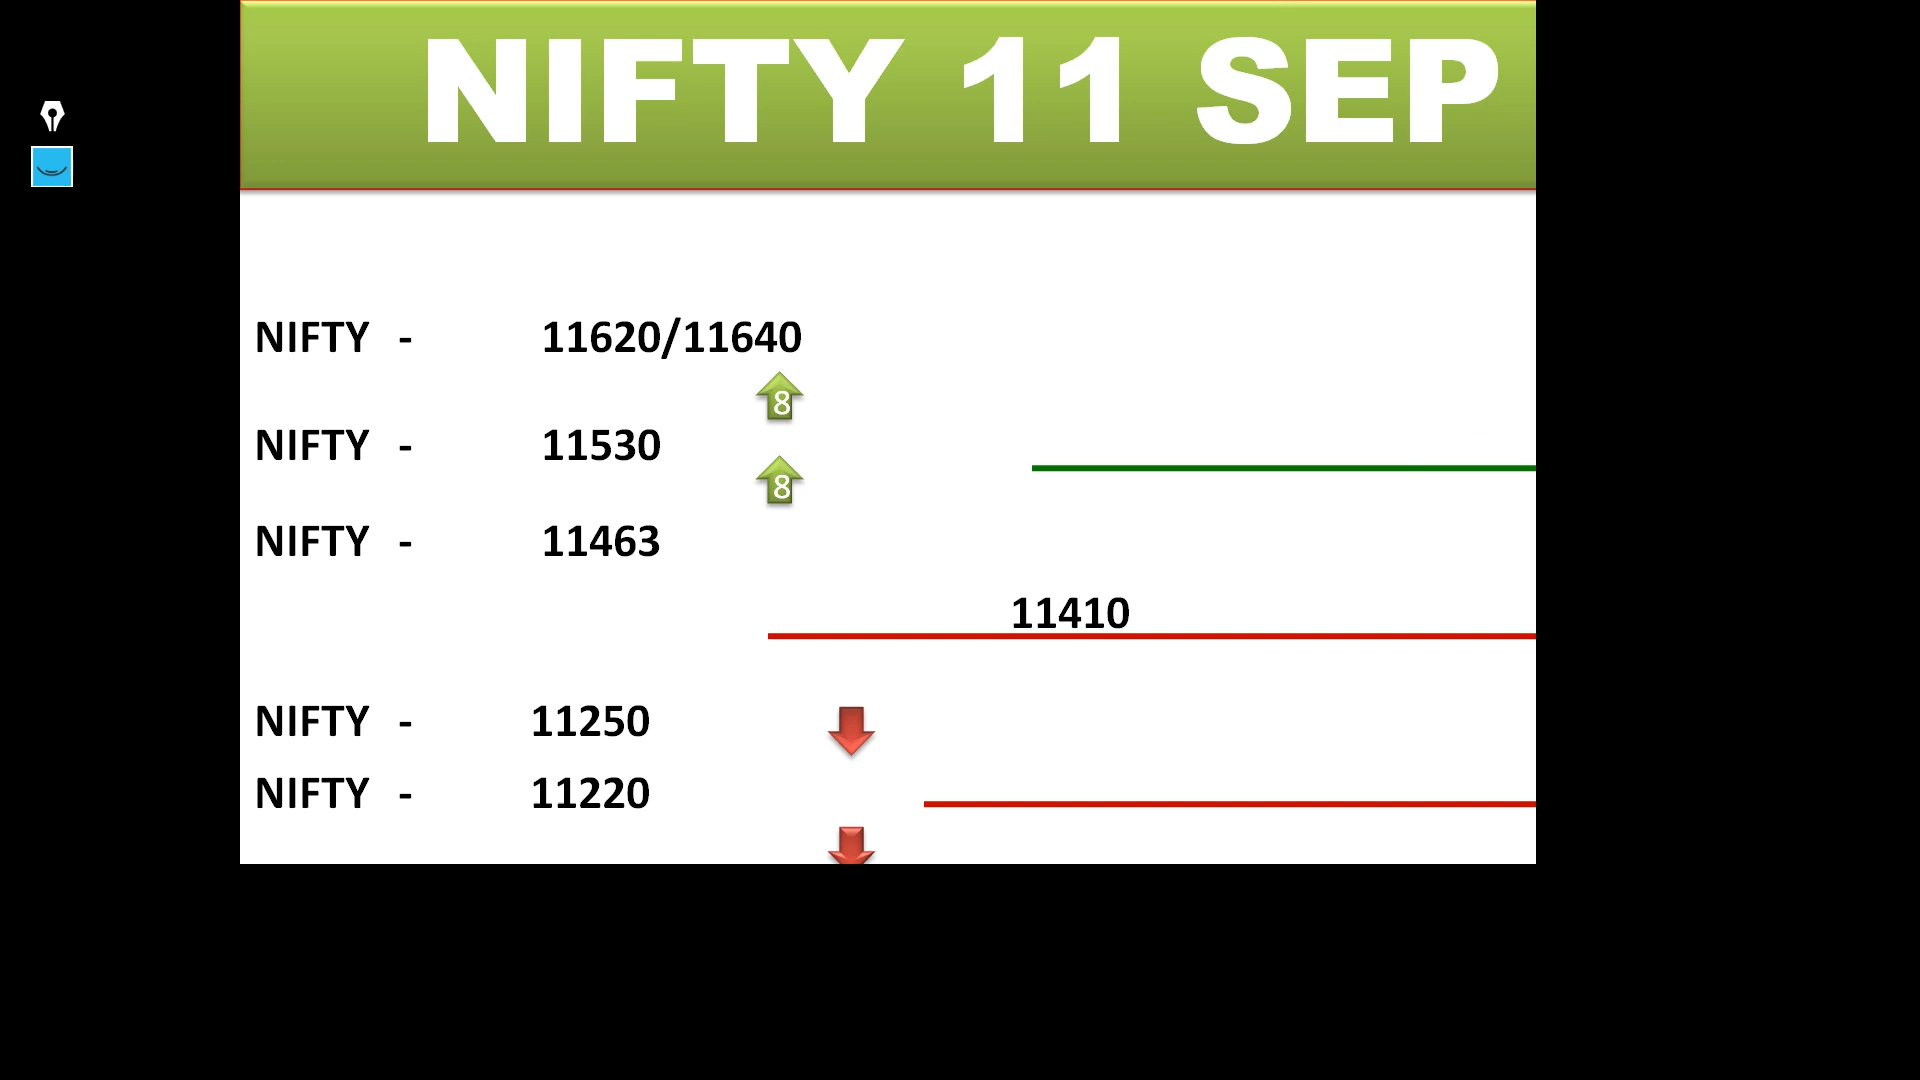 NIFTY 11 SEP
NIFTY - 11620/11640
8
NIFTY - 11530
8
NIFTY - 11463
11410
NIFTY - 11250
NIFTY - 11220